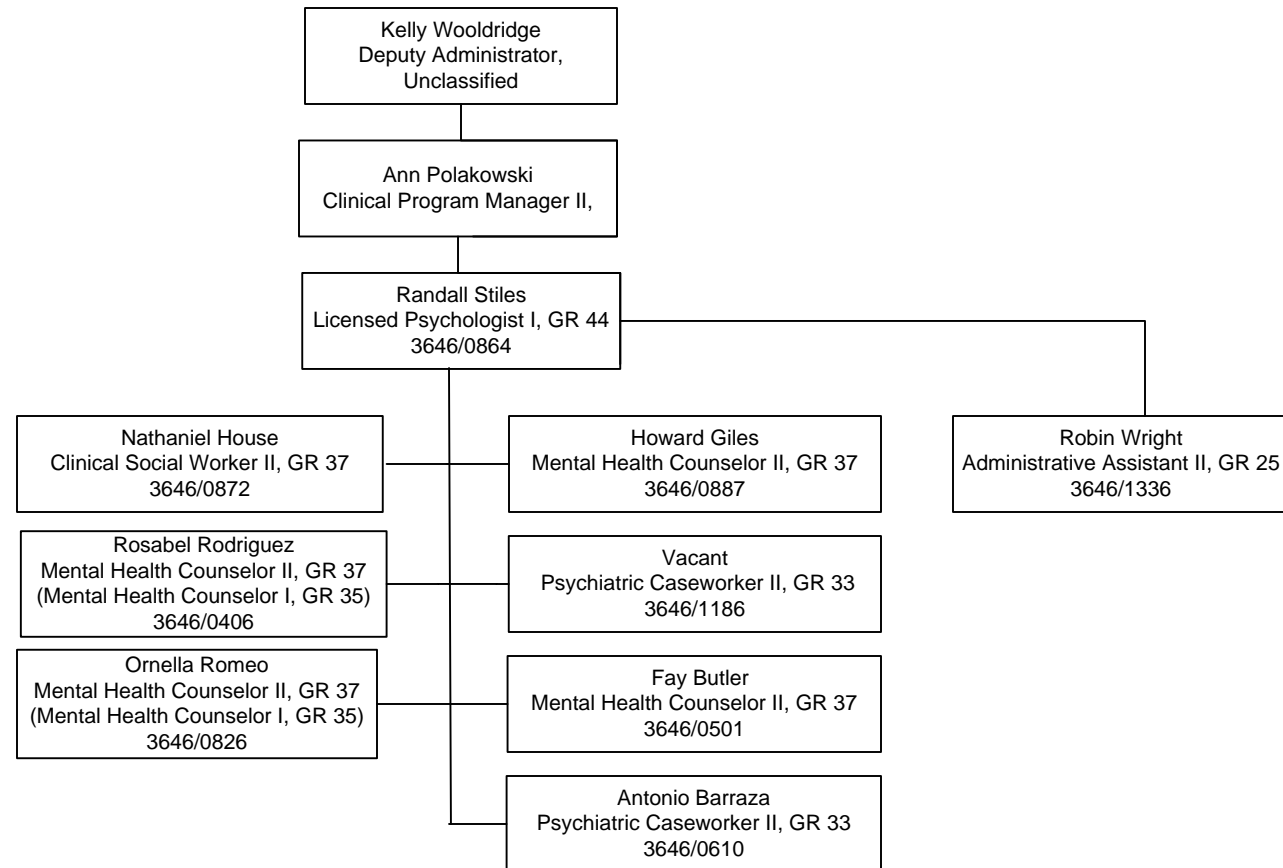 Kelly Wooldridge
Deputy Administrator,
Unclassified
Ann Polakowski
Clinical Program Manager II,
Randall Stiles
Licensed Psychologist I, GR 44
3646/0864
Nathaniel House
Clinical Social Worker II, GR 37
3646/0872
Howard Giles
Mental Health Counselor II, GR 37
3646/0887
Robin Wright
Administrative Assistant II, GR 25
3646/1336
Rosabel Rodriguez
Mental Health Counselor II, GR 37
(Mental Health Counselor I, GR 35)
3646/0406
Vacant
Psychiatric Caseworker II, GR 33
3646/1186
Ornella Romeo
Mental Health Counselor II, GR 37
(Mental Health Counselor I, GR 35)
3646/0826
Fay Butler
Mental Health Counselor II, GR 37
3646/0501
Antonio Barraza
Psychiatric Caseworker II, GR 33
3646/0610